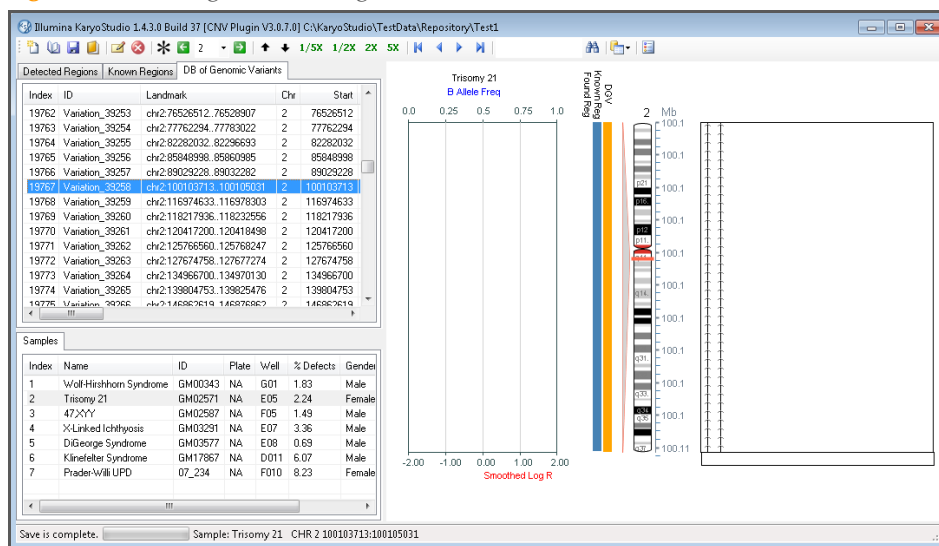 Illumina KaryoStudio 1.4.3.0 Build 37 [CNV Plugin V3.0.7.0] C:\KaryoStudio\TestData\Repository\Test1
2 1/5X 1/2X 2X 5X
Detected Regions Known Regions DB of Genomic Variants
Index ID Landmark Chr Start
19762 Variation_39253 chr2:76526512..76528907 2 76526512
19763 Variation_39254 chr2:77762294..77783022 2 77762294
19764 Variation_39255 chr2:82282032..82296693 2 82282032
19765 Variation_39256 chr2:85848998..85860985 2 85848998
19766 Variation_39257 chr2:89029228..89032282 2 89029228
19767 Variation_39258 chr2:100103713..100105031 2 100103713
19768 Variation_39259 chr2:116974633..116978303 2 116974633
19769 Variation_39260 chr2:118217936..118232556 2 118217936
19770 Variation_39261 chr2:120417200..120418498 2 120417200
19771 Variation_39262 chr2:125766560..125768247 2 125766560
19772 Variation_39263 chr2:127674758..127677274 2 127674758
19773 Variation_39264 chr2:134966700..134970130 2 134966700
19774 Variation_39265 chr2:139804753..139825476 2 139804753
19775 Variation_39266 chr2:146862619..146876862 2 146862619
Samples
Index Name ID Plate Well % Defects Gender
1 Wolf-Hirshhorn Syndrome GM00343 NA G01 1.83 Male
2 Trisomy 21 GM02571 NA E05 2.24 Female
3 47,XYY GM02587 NA F05 1.49 Male
4 X-Linked Ichthyosis GM03291 NA E07 3.36 Male
5 DiGeorge Syndrome GM03577 NA E08 0.69 Male
6 Klinefelter Syndrome GM17867 NA D011 6.07 Male
7 Prader-Willi UPD 07_234 NA F010 8.23 Female
Trisomy 21
B Allele Freq
0.0 0.25 0.5 0.75 1.0
-2.00 -1.00 0.00 1.00 2.00
Smoothed Log R
DGV
Known Reg
Found Reg
2 Mb
100.1
100.1
100.1
100.1
100.1
100.1
100.1
100.1
100.1
100.1
100.11
p21
p16.
p12
p11.
q14.
q31.
q33.
q34
q35
q37.
Save is complete. Sample: Trisomy 21 CHR 2 100103713:100105031